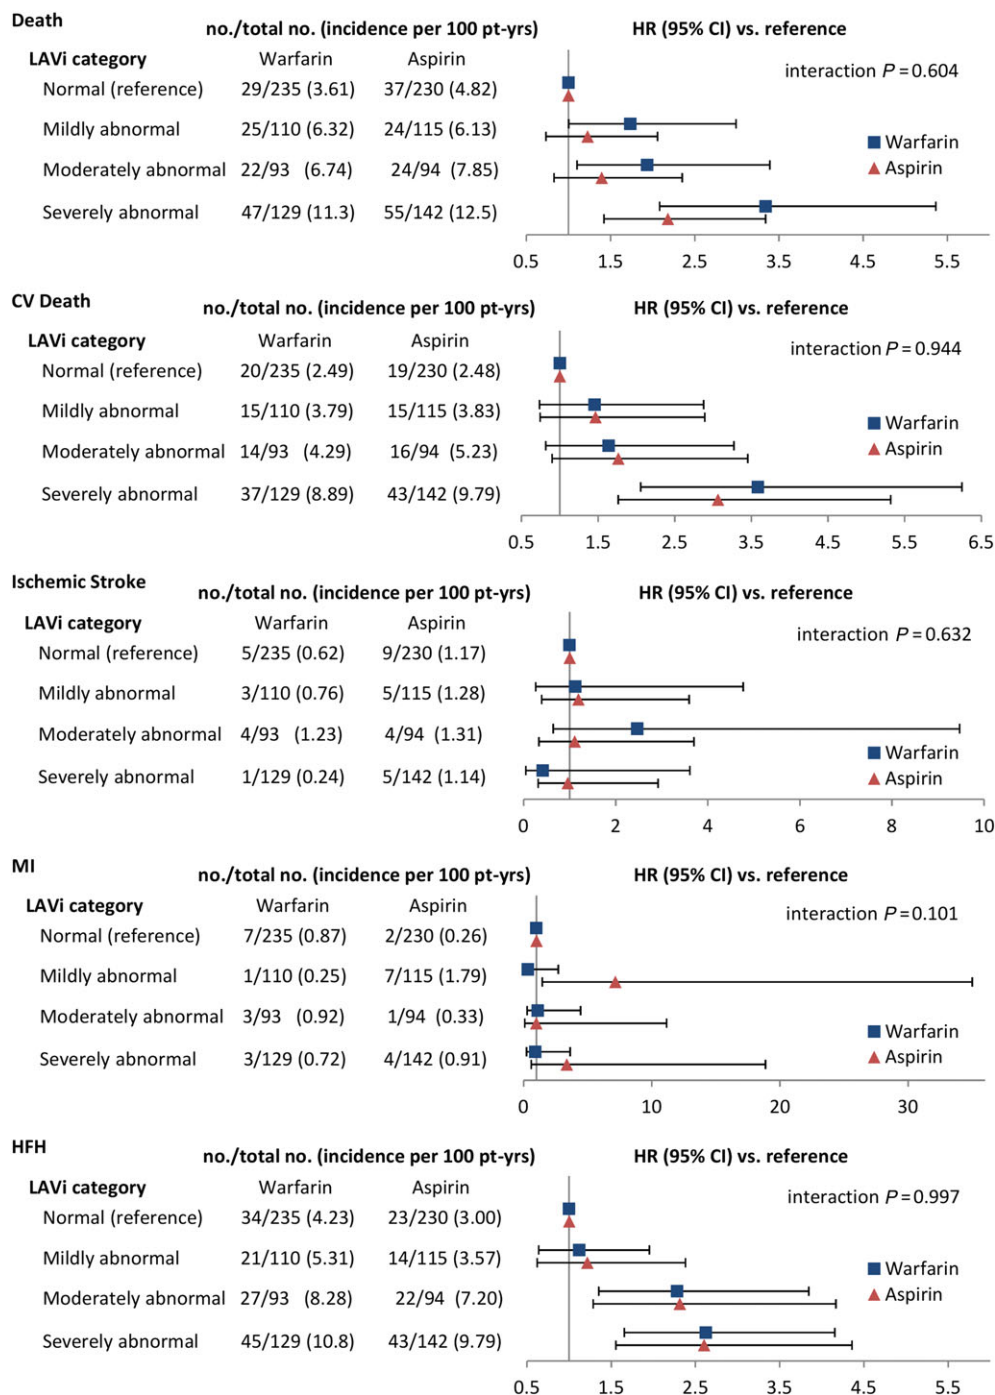 Death
no./total no. (incidence per 100 pt-yrs) HR (95% CI) vs. reference
LAVi category Warfarin Aspirin
interaction P = 0.604
Normal (reference) 29/235 (3.61) 37/230 (4.82)
Mildly abnormal 25/110 (6.32) 24/115 (6.13)
Warfarin
Moderately abnormal 22/93 (6.74) 24/94 (7.85)
Aspirin
Severely abnormal 47/129 (11.3) 55/142 (12.5)
0.5 1.5 2.5 3.5 4.5 5.5
CV Death
no./total no. (incidence per 100 pt-yrs) HR (95% CI) vs. reference
LAVi category Warfarin Aspirin
interaction P = 0.944
Normal (reference) 20/235 (2.49) 19/230 (2.48)
Mildly abnormal 15/110 (3.79) 15/115 (3.83)
Warfarin
Moderately abnormal 14/93 (4.29) 16/94 (5.23)
Aspirin
Severely abnormal 37/129 (8.89) 43/142 (9.79)
0.5 1.5 2.5 3.5 4.5 5.5 6.5
Ischemic Stroke
no./total no. (incidence per 100 pt-yrs) HR (95% CI) vs. reference
LAVi category Warfarin Aspirin
interaction P = 0.632
Normal (reference) 5/235 (0.62) 9/230 (1.17)
Mildly abnormal 3/110 (0.76) 5/115 (1.28)
Moderately abnormal 4/93 (1.23) 4/94 (1.31)
Warfarin
Severely abnormal 1/129 (0.24) 5/142 (1.14)
Aspirin
0 2 4 6 8 10
MI
no./total no. (incidence per 100 pt-yrs) HR (95% CI) vs. reference
LAVi category Warfarin Aspirin
interaction P = 0.101
Normal (reference) 7/235 (0.87) 2/230 (0.26)
Mildly abnormal 1/110 (0.25) 7/115 (1.79)
Moderately abnormal 3/93 (0.92) 1/94 (0.33)
Warfarin
Severely abnormal 3/129 (0.72) 4/142 (0.91)
Aspirin
0 10 20 30
HFH
no./total no. (incidence per 100 pt-yrs) HR (95% CI) vs. reference
LAVi category Warfarin Aspirin
interaction P = 0.997
Normal (reference) 34/235 (4.23) 23/230 (3.00)
Mildly abnormal 21/110 (5.31) 14/115 (3.57)
Warfarin
Moderately abnormal 27/93 (8.28) 22/94 (7.20)
Aspirin
Severely abnormal 45/129 (10.8) 43/142 (9.79)
0.5 1.5 2.5 3.5 4.5 5.5